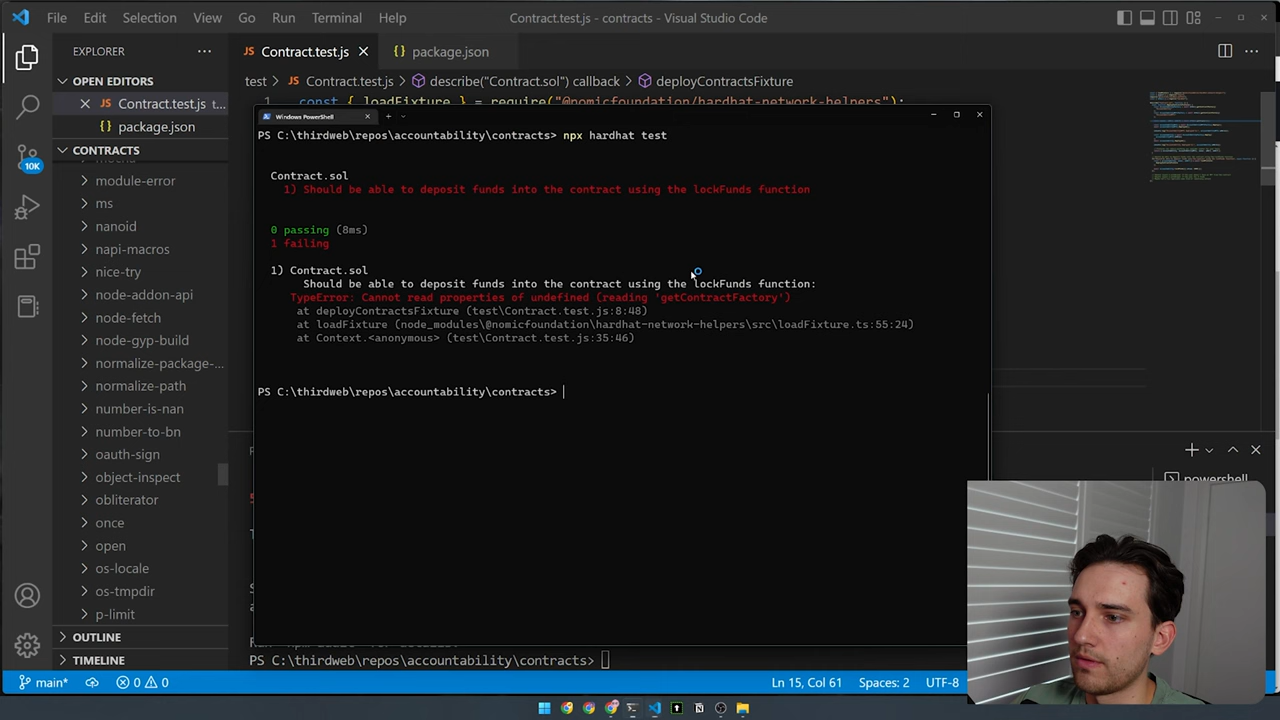 File Edit Selection View Go Run Terminal Help Contract.test.js - contracts - Visual Studio Code
EXPLORER
JS Contract.test.js
package.json
OPEN EDITORS
test > JS Contract.test.js > describe("Contract.sol") callback > deployContractsFixture
JS Contract.test.js t...
1 const { loadFixture } = require("@nomicfoundation/hardhat-network-helpers");
package.json
CONTRACTS
module-error
ms
nanoid
napi-macros
nice-try
node-addon-api
node-fetch
node-gyp-build
normalize-package-...
normalize-path
number-is-nan
number-to-bn
oauth-sign
object-inspect
obliterator
once
open
os-locale
os-tmpdir
p-limit
OUTLINE
TIMELINE
10K
Windows PowerShell
PS C:\thirdweb\repos\accountability\contracts> npx hardhat test
Contract.sol
1) Should be able to deposit funds into the contract using the lockFunds function
0 passing (8ms)
1 failing
1) Contract.sol
Should be able to deposit funds into the contract using the lockFunds function:
TypeError: Cannot read properties of undefined (reading 'getContractFactory')
at deployContractsFixture (test\Contract.test.js:8:48)
at loadFixture (node_modules\@nomicfoundation\hardhat-network-helpers\src\loadFixture.ts:55:24)
at Context.<anonymous> (test\Contract.test.js:35:46)
PS C:\thirdweb\repos\accountability\contracts>
powershell
PS C:\thirdweb\repos\accountability\contracts>
main* 0 0 Ln 15, Col 61 Spaces: 2 UTF-8